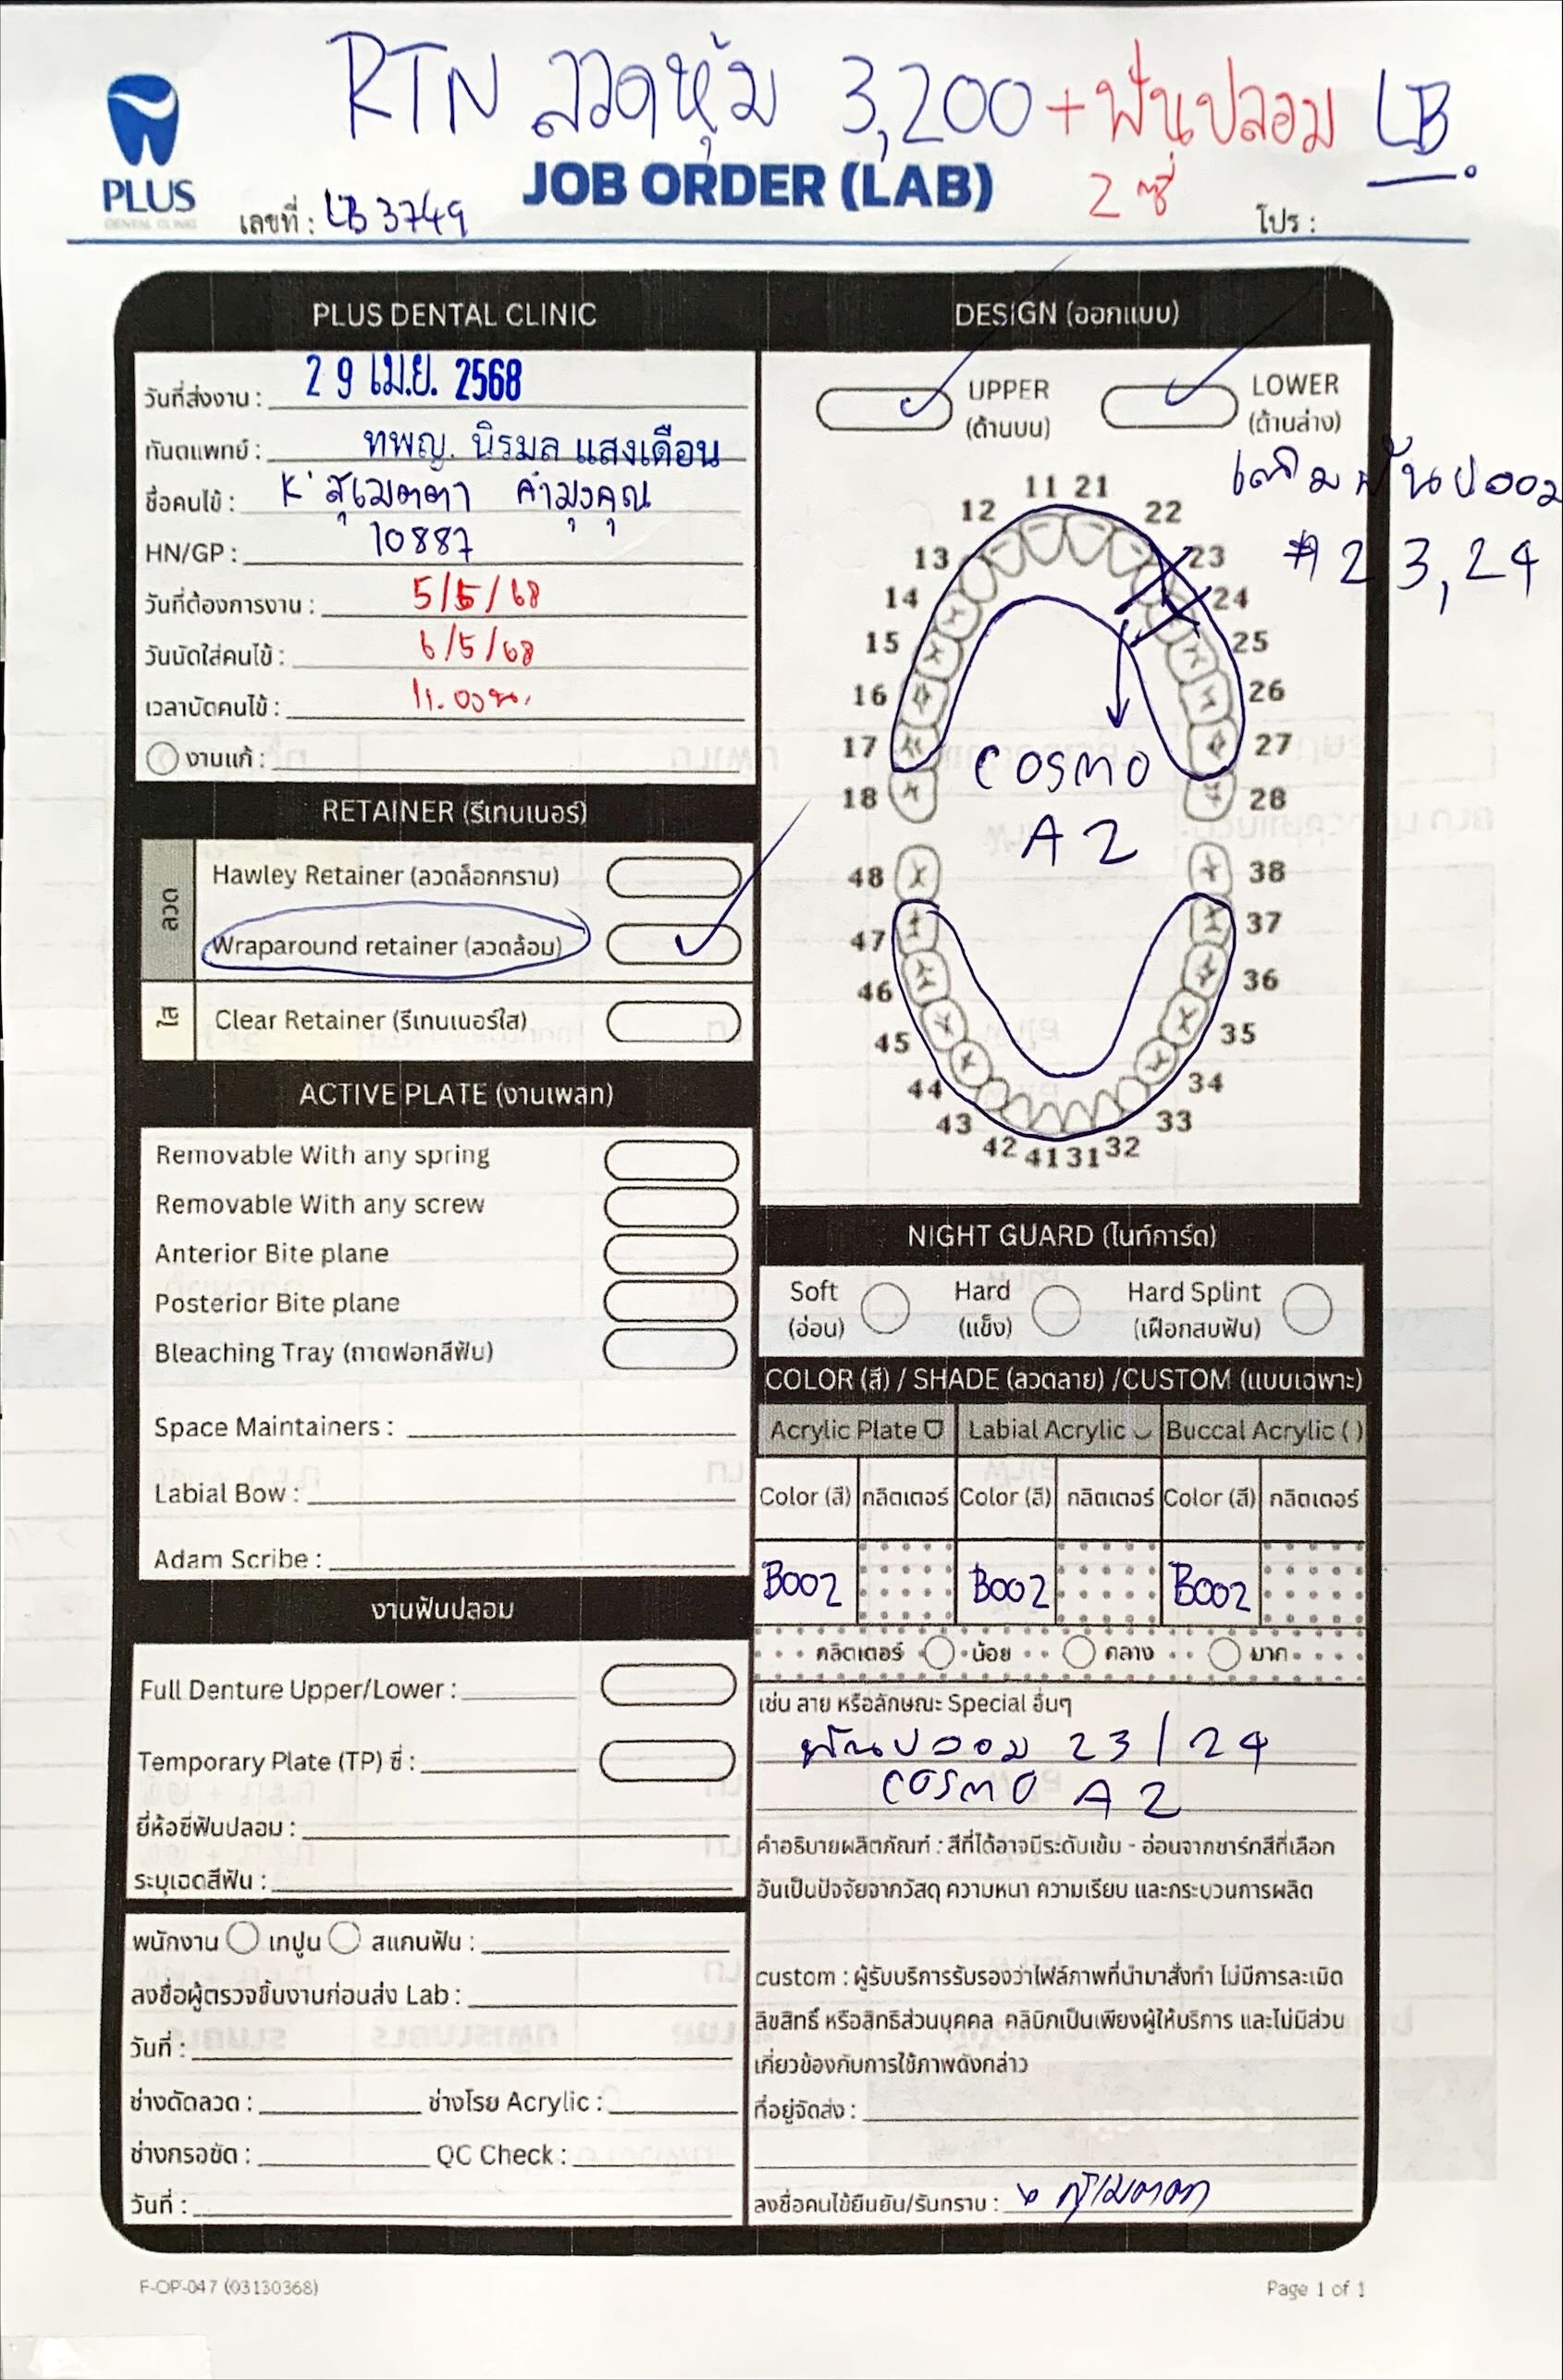 RTN ลวดหุ้ม 3,200 + ฟันปลอม LB.
2 ซี่
PLUS
DENTAL CLINIC
JOB ORDER (LAB)
เลขที่ : LB 3749
โปร :
PLUS DENTAL CLINIC
วันที่ส่งงาน : 29 เม.ย. 2568
ทันตแพทย์ : ทพญ. นิรมล แสงเดือน
ชื่อคนไข้ : K' สุเมตตา คำมุงคุณ
HN/GP : 10887
วันที่ต้องการงาน : 5/5/68
วันนัดใส่คนไข้ : 6/5/68
เวลานัดคนไข้ : 11.00น.
งานแก้ :
RETAINER (รีเทนเนอร์)
ลวด
Hawley Retainer (ลวดล็อกกราม)
Wraparound retainer (ลวดล้อม)
ใส
Clear Retainer (รีเทนเนอร์ใส)
ACTIVE PLATE (งานเพลท)
Removable With any spring
Removable With any screw
Anterior Bite plane
Posterior Bite plane
Bleaching Tray (ถาดฟอกสีฟัน)
Space Maintainers :
Labial Bow :
Adam Scribe :
งานฟันปลอม
Full Denture Upper/Lower :
Temporary Plate (TP) ซี่ :
ยี่ห้อซี่ฟันปลอม :
ระบุเฉดสีฟัน :
พนักงาน เทปูน สแกนฟัน :
ลงชื่อผู้ตรวจชิ้นงานก่อนส่ง Lab :
วันที่ :
ช่างดัดลวด : ช่างโรย Acrylic :
ช่างกรอขัด : QC Check :
วันที่ :
DESIGN (ออกแบบ)
UPPER
(ด้านบน)
LOWER
(ด้านล่าง)
เติมฟันปลอม
#23,24
11 21
12 22
13 23
14 24
15 25
16 26
17 27
18 28
COSMO
A2
48 38
47 37
46 36
45 35
44 34
43 33
42 41 31 32
NIGHT GUARD (ไนท์การ์ด)
Soft
(อ่อน)
Hard
(แข็ง)
Hard Splint
(เฝือกสบฟัน)
COLOR (สี) / SHADE (ลวดลาย) /CUSTOM (แบบเฉพาะ)
Acrylic Plate Labial Acrylic Buccal Acrylic ( )
Color (สี) กลิตเตอร์ Color (สี) กลิตเตอร์ Color (สี) กลิตเตอร์
B002 B002 B002
กลิตเตอร์ น้อย กลาง มาก
เช่น ลาย หรือลักษณะ Special อื่นๆ
ฟันปลอม 23/24
COSMO A2
คำอธิบายผลิตภัณฑ์ : สีที่ได้อาจมีระดับเข้ม - อ่อนจากชาร์ทสีที่เลือก
อันเป็นปัจจัยจากวัสดุ ความหนา ความเรียบ และกระบวนการผลิต
custom : ผู้รับบริการรับรองว่าไฟล์ภาพที่นำมาสั่งทำ ไม่มีการละเมิด
ลิขสิทธิ์ หรือสิทธิส่วนบุคคล คลินิกเป็นเพียงผู้ให้บริการ และไม่มีส่วน
เกี่ยวข้องกับการใช้ภาพดังกล่าว
ที่อยู่จัดส่ง :
ลงชื่อคนไข้ยืนยัน/รับทราบ : สุเมตตา
F-OP-047 (03130368)
Page 1 of 1